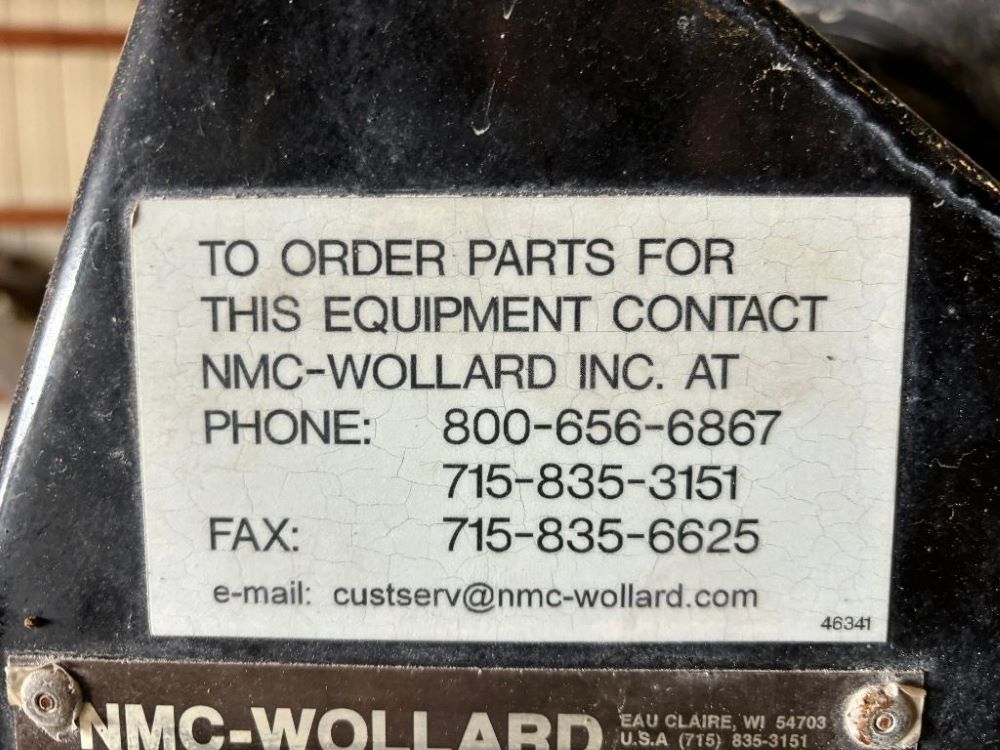 TO ORDER PARTS FOR
THIS EQUIPMENT CONTACT
NMC-WOLLARD INC. AT
PHONE: 800-656-6867
715-835-3151
FAX: 715-835-6625
e-mail: custserv@nmc-wollard.com
46341
NMC-WOLLARD
EAU CLAIRE, WI 54703
U.S.A (715) 835-3151